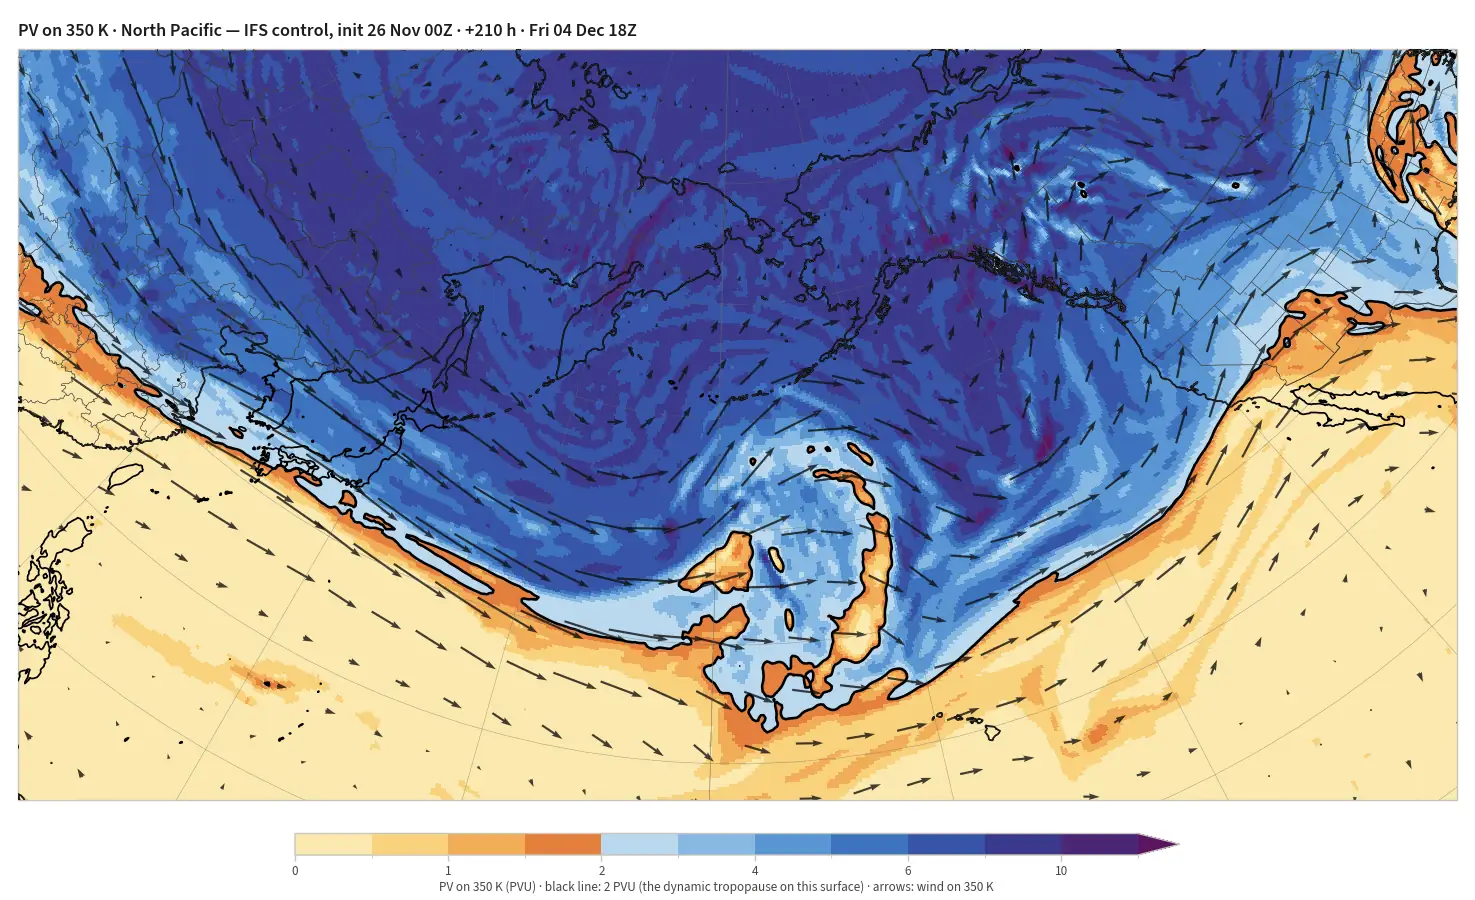 PV on 350 K · North Pacific — IFS control, init 26 Nov 00Z · +210 h · Fri 04 Dec 18Z
0 1 2 4 6 10
PV on 350 K (PVU) · black line: 2 PVU (the dynamic tropopause on this surface) · arrows: wind on 350 K